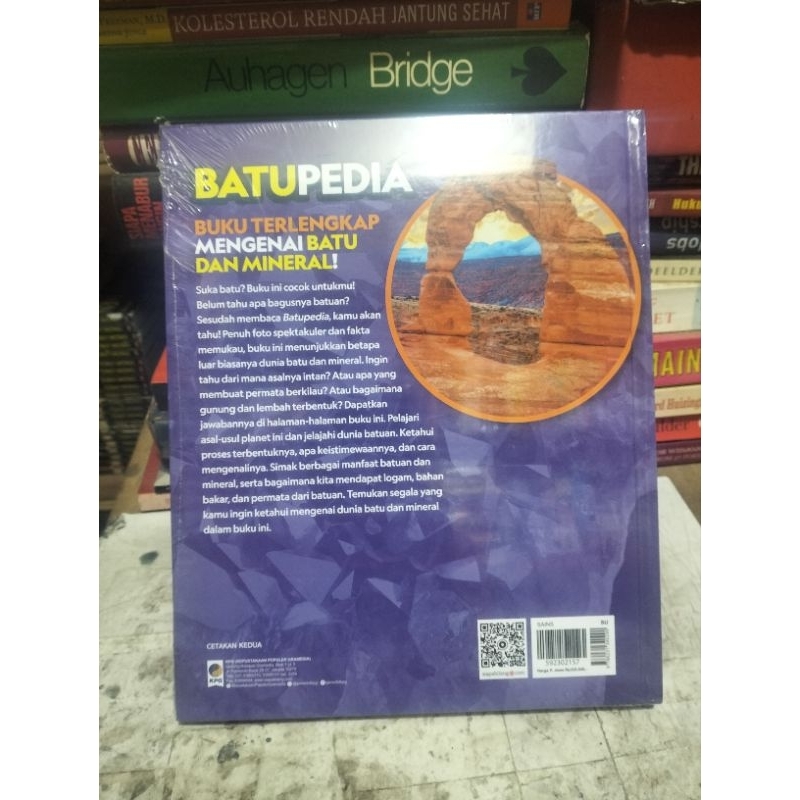 KOLESTEROL RENDAH JANTUNG SEHAT
Auhagen Bridge
BATUPEDIA
BUKU TERLENGKAP
MENGENAI BATU
DAN MINERAL!
Suka batu? Buku ini cocok untukmu!
Belum tahu apa bagusnya batuan?
Sesudah membaca Batupedia, kamu akan
tahu! Penuh foto spektakuler dan fakta
memukau, buku ini menunjukkan betapa
luar biasanya dunia batu dan mineral. Ingin
tahu dari mana asalnya intan? Atau apa yang
membuat permata berkilau? Atau bagaimana
gunung dan lembah terbentuk? Dapatkan
jawabannya di halaman-halaman buku ini. Pelajari
asal-usul planet ini dan jelajahi dunia batuan. Ketahui
proses terbentuknya, apa keistimewaannya, dan cara
mengenalinya. Simak berbagai manfaat batuan dan
mineral, serta bagaimana kita mendapat logam, bahan
bakar, dan permata dari batuan. Temukan segala yang
kamu ingin ketahui mengenai dunia batu dan mineral
dalam buku ini.
CETAKAN KEDUA
KPG
SAINS
592302157